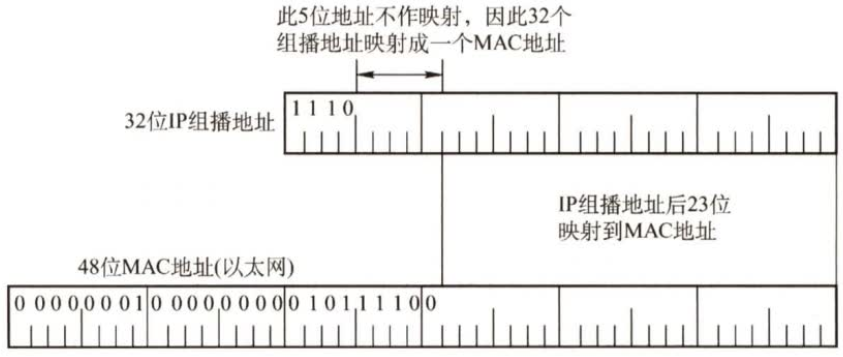 此5位地址不作映射，因此32个
组播地址映射成一个MAC地址
1 1 1 0
32位IP组播地址
IP组播地址后23位
映射到MAC地址
48位MAC地址(以太网)
0 0 0 0 0 0 0 1 0 0 0 0 0 0 0 0 0 1 0 1 1 1 1 0 0